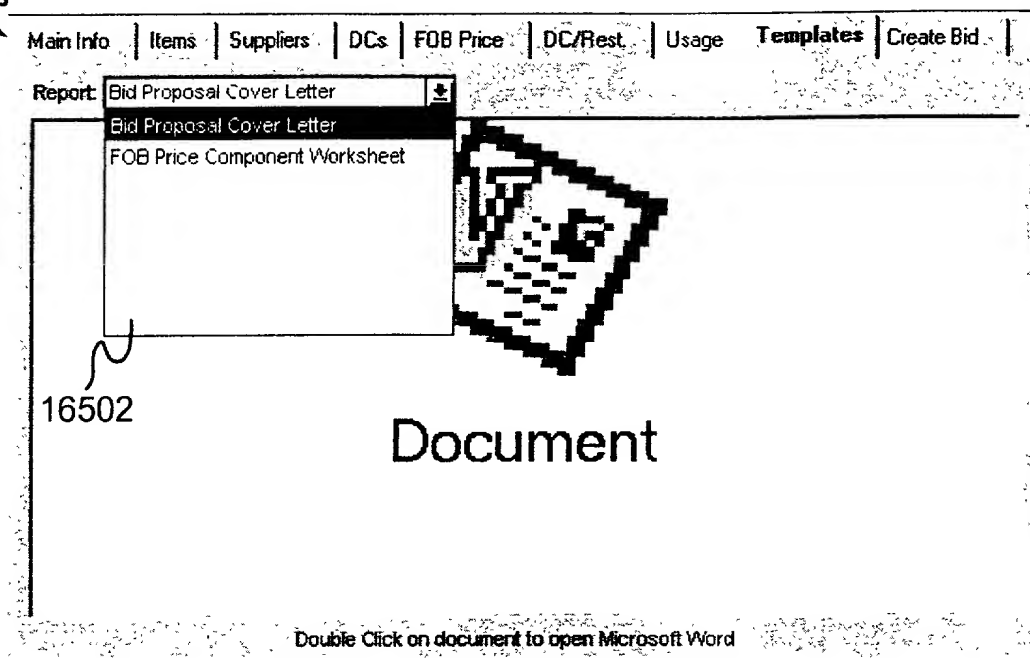 Main Info Items Suppliers DCs FOB Price DC/Rest. Usage Templates Create Bid
Report: Bid Proposal Cover Letter
Bid Proposal Cover Letter
FOB Price Component Worksheet
16502
Document
Double Click on document to open Microsoft Word